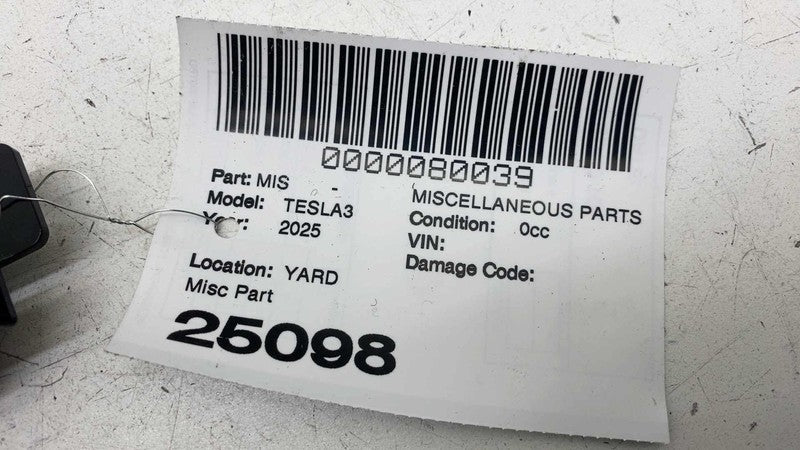 0000080039
Part: MIS -
MISCELLANEOUS PARTS
Model: TESLA3
Condition: 0cc
Year: 2025
VIN:
Location: YARD
Damage Code:
Misc Part
25098